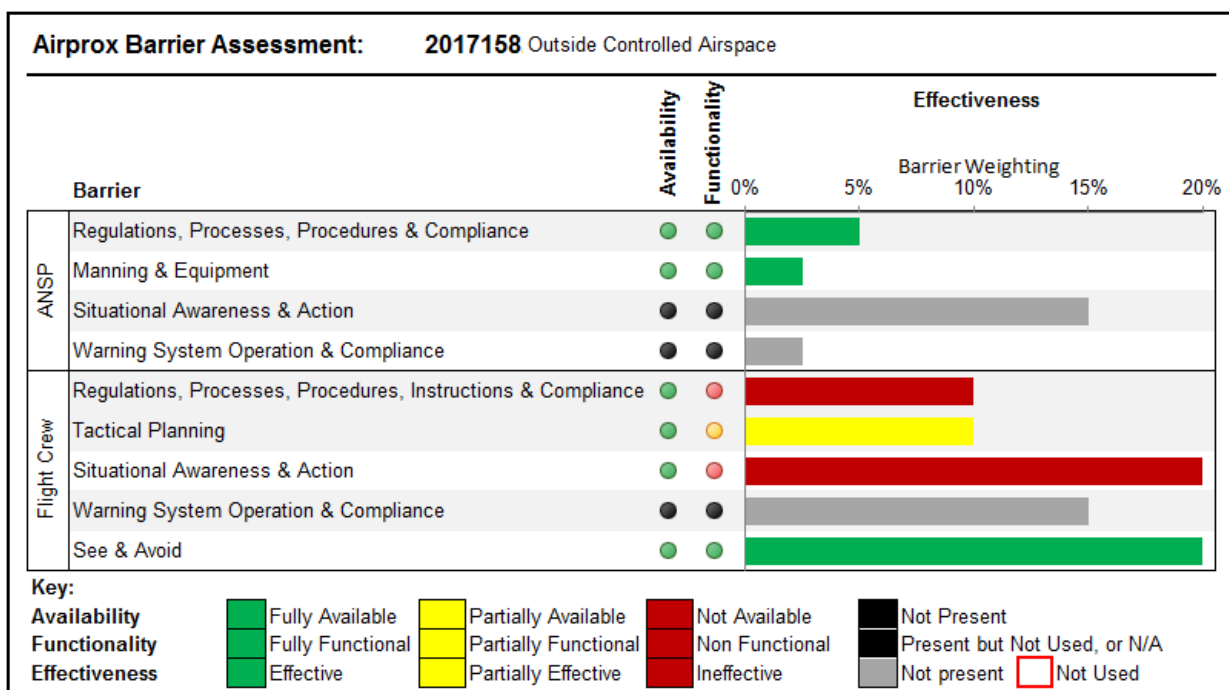 Airprox Barrier Assessment: 2017158 Outside Controlled Airspace
Barrier Availability Functionality Effectiveness
Barrier Weighting
0% 5% 10% 15% 20%
ANSP
Regulations, Processes, Procedures & Compliance
Manning & Equipment
Situational Awareness & Action
Warning System Operation & Compliance
Flight Crew
Regulations, Processes, Procedures, Instructions & Compliance
Tactical Planning
Situational Awareness & Action
Warning System Operation & Compliance
See & Avoid
Key:
Availability Fully Available Partially Available Not Available Not Present
Functionality Fully Functional Partially Functional Non Functional Present but Not Used, or N/A
Effectiveness Effective Partially Effective Ineffective Not present Not Used